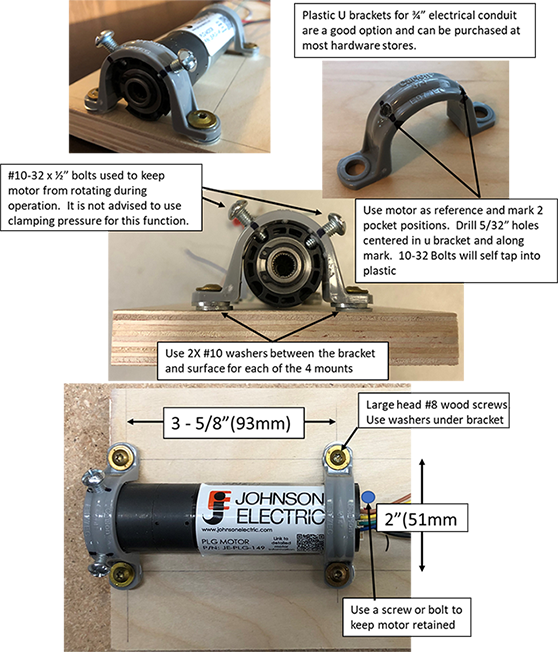 Plastic U brackets for ¾” electrical conduit
are a good option and can be purchased at
most hardware stores.
#10-32 x ½” bolts used to keep
motor from rotating during
operation.  It is not advised to use
clamping pressure for this function.
Use motor as reference and mark 2
pocket positions.  Drill 5/32” holes
centered in u bracket and along
mark.  10-32 Bolts will self tap into
plastic
Use 2X #10 washers between the bracket
and surface for each of the 4 mounts
3 - 5/8”(93mm)
Large head #8 wood screws
Use washers under bracket
JOHNSON
ELECTRIC
www.johnsonelectric.com
PLG MOTOR
P/N: JE-PLG-149
Link to
detailed
2”(51mm
Use a screw or bolt to
keep motor retained